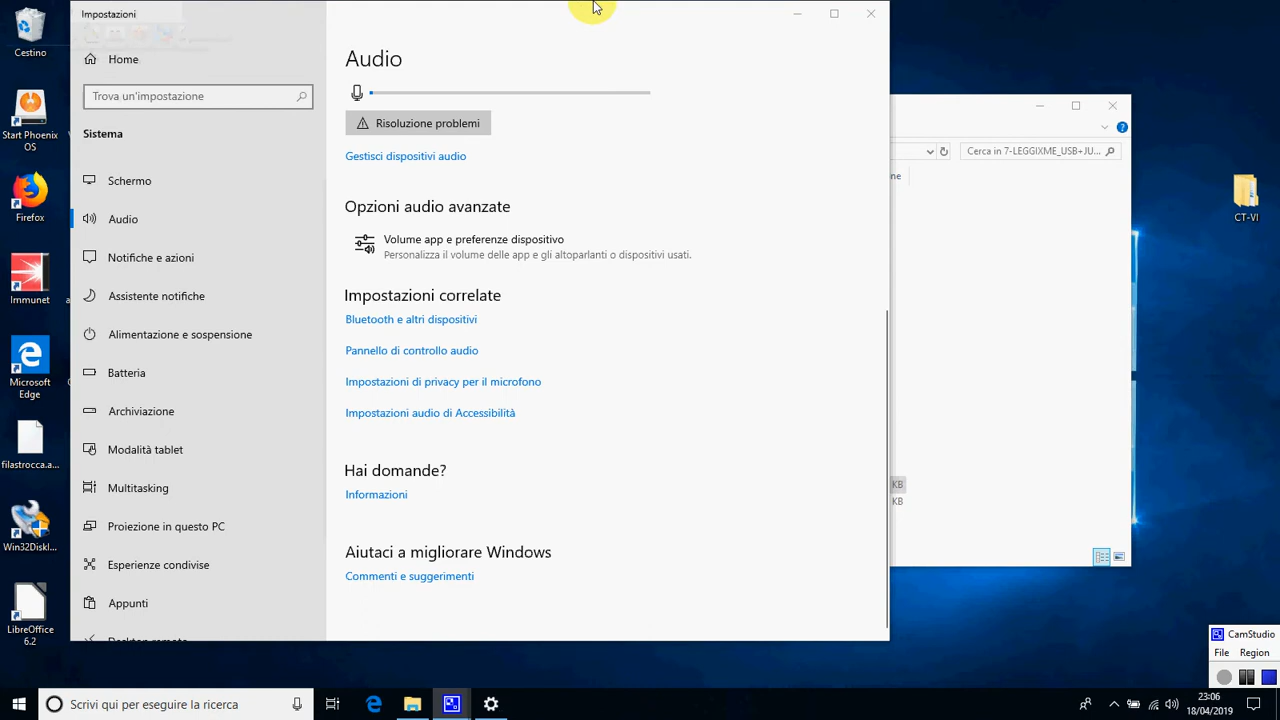 Cestino
Start Phoenix
OS
Firefox
Immunet
Microsoft
Edge
filastrocca.a...
Win32Diskl...
LibreOffice
6.2
Impostazioni
Home
Trova un'impostazione
Sistema
Schermo
Audio
Notifiche e azioni
Assistente notifiche
Alimentazione e sospensione
Batteria
Archiviazione
Modalità tablet
Multitasking
Proiezione in questo PC
Esperienze condivise
Appunti
Desktop remoto
Audio
Risoluzione problemi
Gestisci dispositivi audio
Opzioni audio avanzate
Volume app e preferenze dispositivo
Personalizza il volume delle app e gli altoparlanti o dispositivi usati.
Impostazioni correlate
Bluetooth e altri dispositivi
Pannello di controllo audio
Impostazioni di privacy per il microfono
Impostazioni audio di Accessibilità
Hai domande?
Informazioni
Aiutaci a migliorare Windows
Commenti e suggerimenti
Cerca in 7-LEGGIXME_USB+JU...
ne
KB
KB
CT-VI
CamStudio
File Region
Scrivi qui per eseguire la ricerca
23:06
18/04/2019